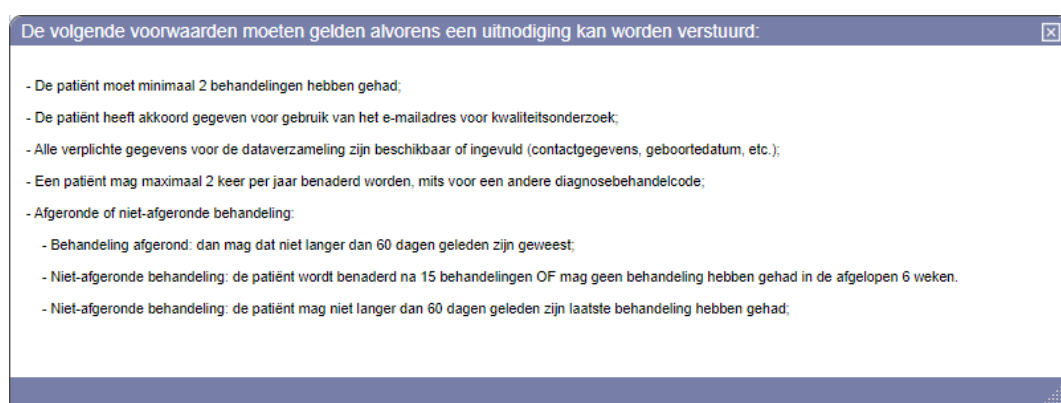 De volgende voorwaarden moeten gelden alvorens een uitnodiging kan worden verstuurd:
- De patiënt moet minimaal 2 behandelingen hebben gehad;
- De patiënt heeft akkoord gegeven voor gebruik van het e-mailadres voor kwaliteitsonderzoek;
- Alle verplichte gegevens voor de dataverzameling zijn beschikbaar of ingevuld (contactgegevens, geboortedatum, etc.);
- Een patiënt mag maximaal 2 keer per jaar benaderd worden, mits voor een andere diagnosebehandelcode;
- Afgeronde of niet-afgeronde behandeling:
- Behandeling afgerond: dan mag dat niet langer dan 60 dagen geleden zijn geweest;
- Niet-afgeronde behandeling: de patiënt wordt benaderd na 15 behandelingen OF mag geen behandeling hebben gehad in de afgelopen 6 weken.
- Niet-afgeronde behandeling: de patiënt mag niet langer dan 60 dagen geleden zijn laatste behandeling hebben gehad;